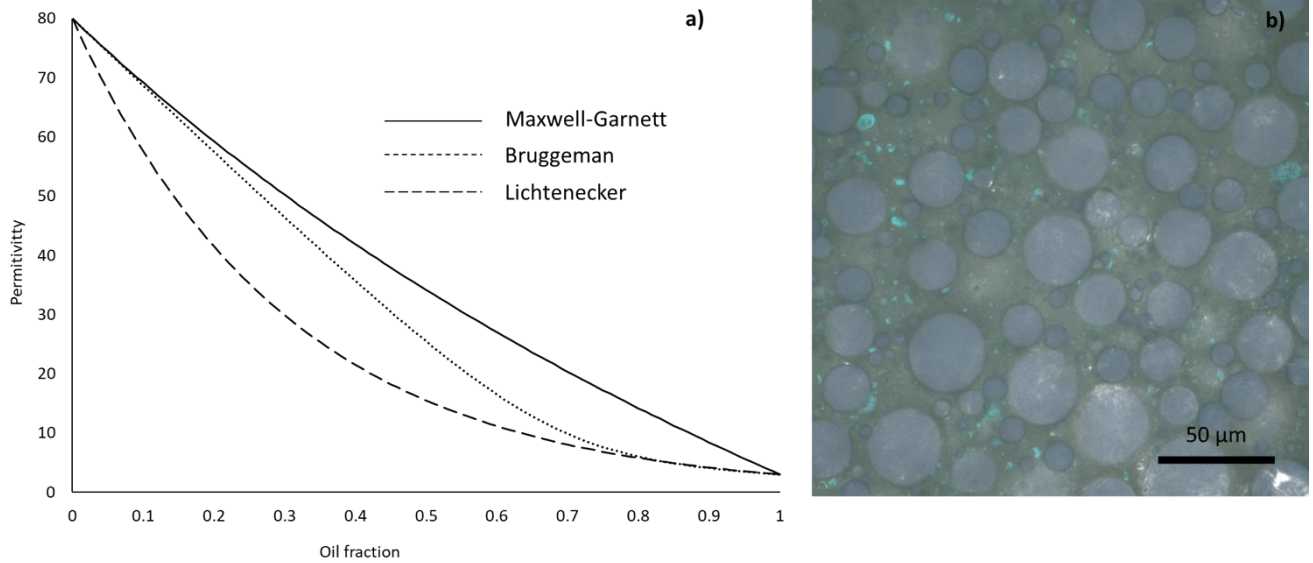 a)
b)
80
70
60
50
40
30
20
10
0
Permitivitty
Maxwell-Garnett
Bruggeman
Lichtenecker
0 0.1 0.2 0.3 0.4 0.5 0.6 0.7 0.8 0.9 1
Oil fraction
50 μm